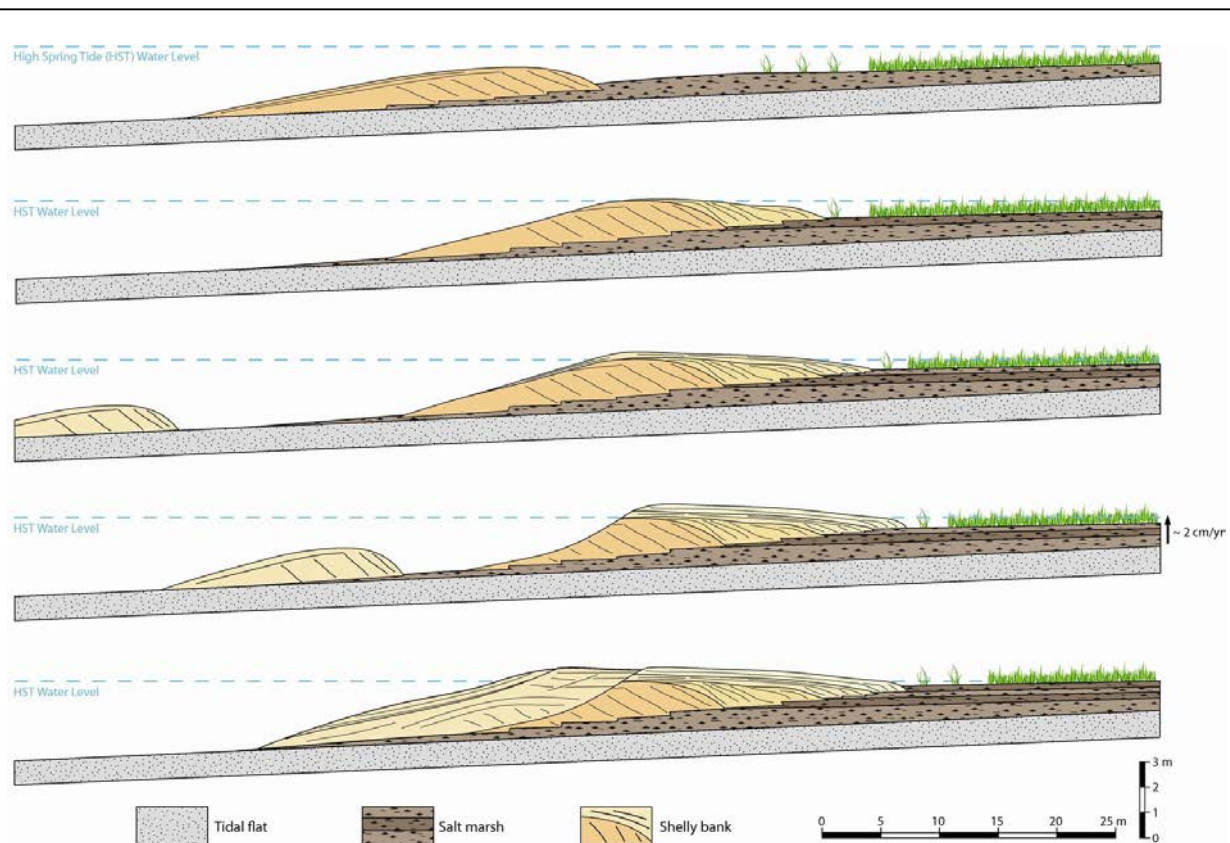 High Spring Tide (HST) Water Level
HST Water Level
HST Water Level
HST Water Level
~ 2 cm/yr
HST Water Level
3 m
2
1
0
Tidal flat
Salt marsh
Shelly bank
0 5 10 15 20 25 m